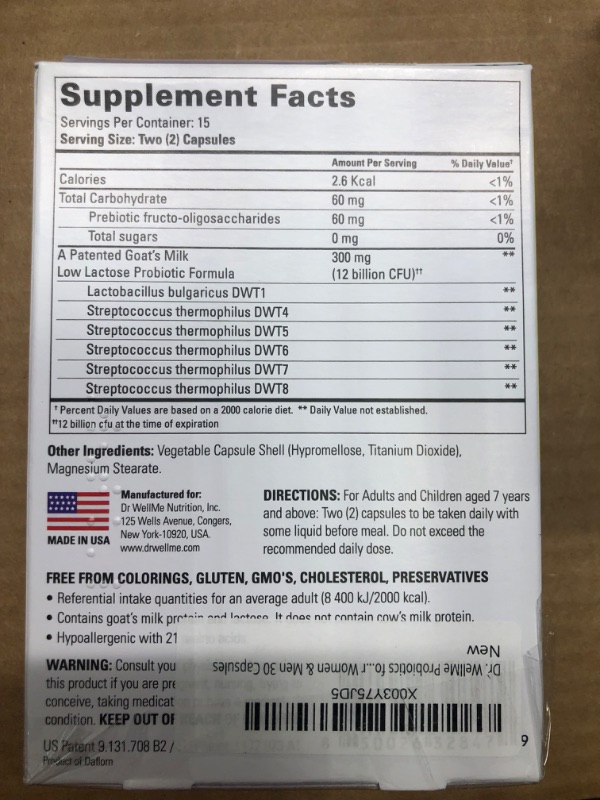 Supplement Facts
Servings Per Container: 15
Serving Size: Two (2) Capsules
Amount Per Serving % Daily Value†
Calories 2.6 Kcal <1%
Total Carbohydrate 60 mg <1%
Prebiotic fructo-oligosaccharides 60 mg <1%
Total sugars 0 mg 0%
A Patented Goat's Milk 300 mg **
Low Lactose Probiotic Formula (12 billion CFU)††
Lactobacillus bulgaricus DWT1 **
Streptococcus thermophilus DWT4 **
Streptococcus thermophilus DWT5 **
Streptococcus thermophilus DWT6 **
Streptococcus thermophilus DWT7 **
Streptococcus thermophilus DWT8 **
† Percent Daily Values are based on a 2000 calorie diet. ** Daily Value not established.
††12 billion cfu at the time of expiration
Other Ingredients: Vegetable Capsule Shell (Hypromellose, Titanium Dioxide),
Magnesium Stearate.
MADE IN USA
Manufactured for:
Dr WellMe Nutrition, Inc.
125 Wells Avenue, Congers,
New York-10920, USA.
www.drwellme.com
DIRECTIONS: For Adults and Children aged 7 years
and above: Two (2) capsules to be taken daily with
some liquid before meal. Do not exceed the
recommended daily dose.
FREE FROM COLORINGS, GLUTEN, GMO'S, CHOLESTEROL, PRESERVATIVES
• Referential intake quantities for an average adult (8 400 kJ/2000 kcal).
• Contains goat's milk protein and lactose. It does not contain cow's milk protein.
• Hypoallergenic with 21 amino acids
WARNING: Consult you
this product if you are pre
conceive, taking medicat
condition. KEEP OUT OF
US Patent 9.131.708 B2 /
Product of Daflorn
X003Y75JD5
Dr. WellMe Probiotics fo...r Women & Men 30 Capsules
New
9